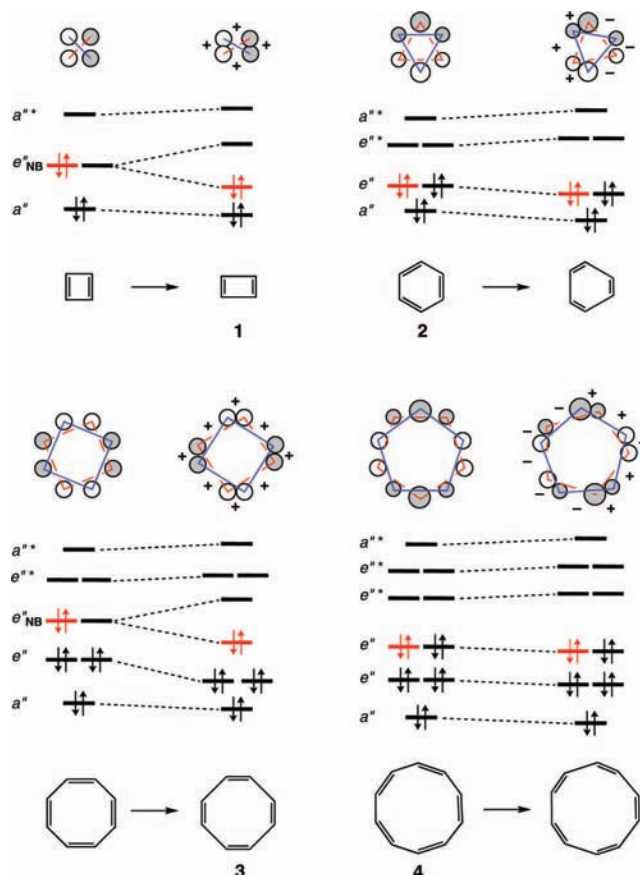 +
+ +
+
a"*
e"NB
a"
1
+ −
+ −
a"*
e"*
e"
a"
2
+
+ +
+ +
+ +
+
a"*
e"*
e"NB
e"
a"
3
− +
− +
− +
− +
a"*
e"*
e"*
e"
e"
a"
4